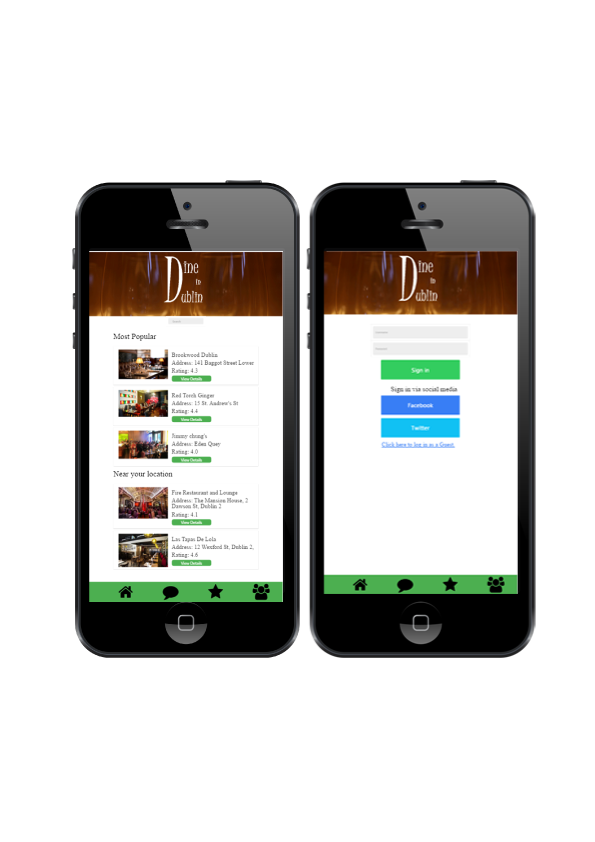 Dine
in
Dublin
Most Popular
Brookwood Dublin
Address: 141 Baggot Street Lower
Rating: 4.3
View Details
Red Torch Ginger
Address: 15 St. Andrew's St
Rating: 4.4
View Details
Jimmy chung's
Address: Eden Quay
Rating: 4.0
View Details
Near your location
Fire Restaurant and Lounge
Address: The Mansion House, 2
Dawson St, Dublin 2
Rating: 4.1
View Details
Las Tapas De Lola
Address: 12 Wexford St, Dublin 2,
Rating: 4.6
View Details
Dine
in
Dublin
Sign in
Sign in via social media
Facebook
Twitter
Click here to log in as a Guest.